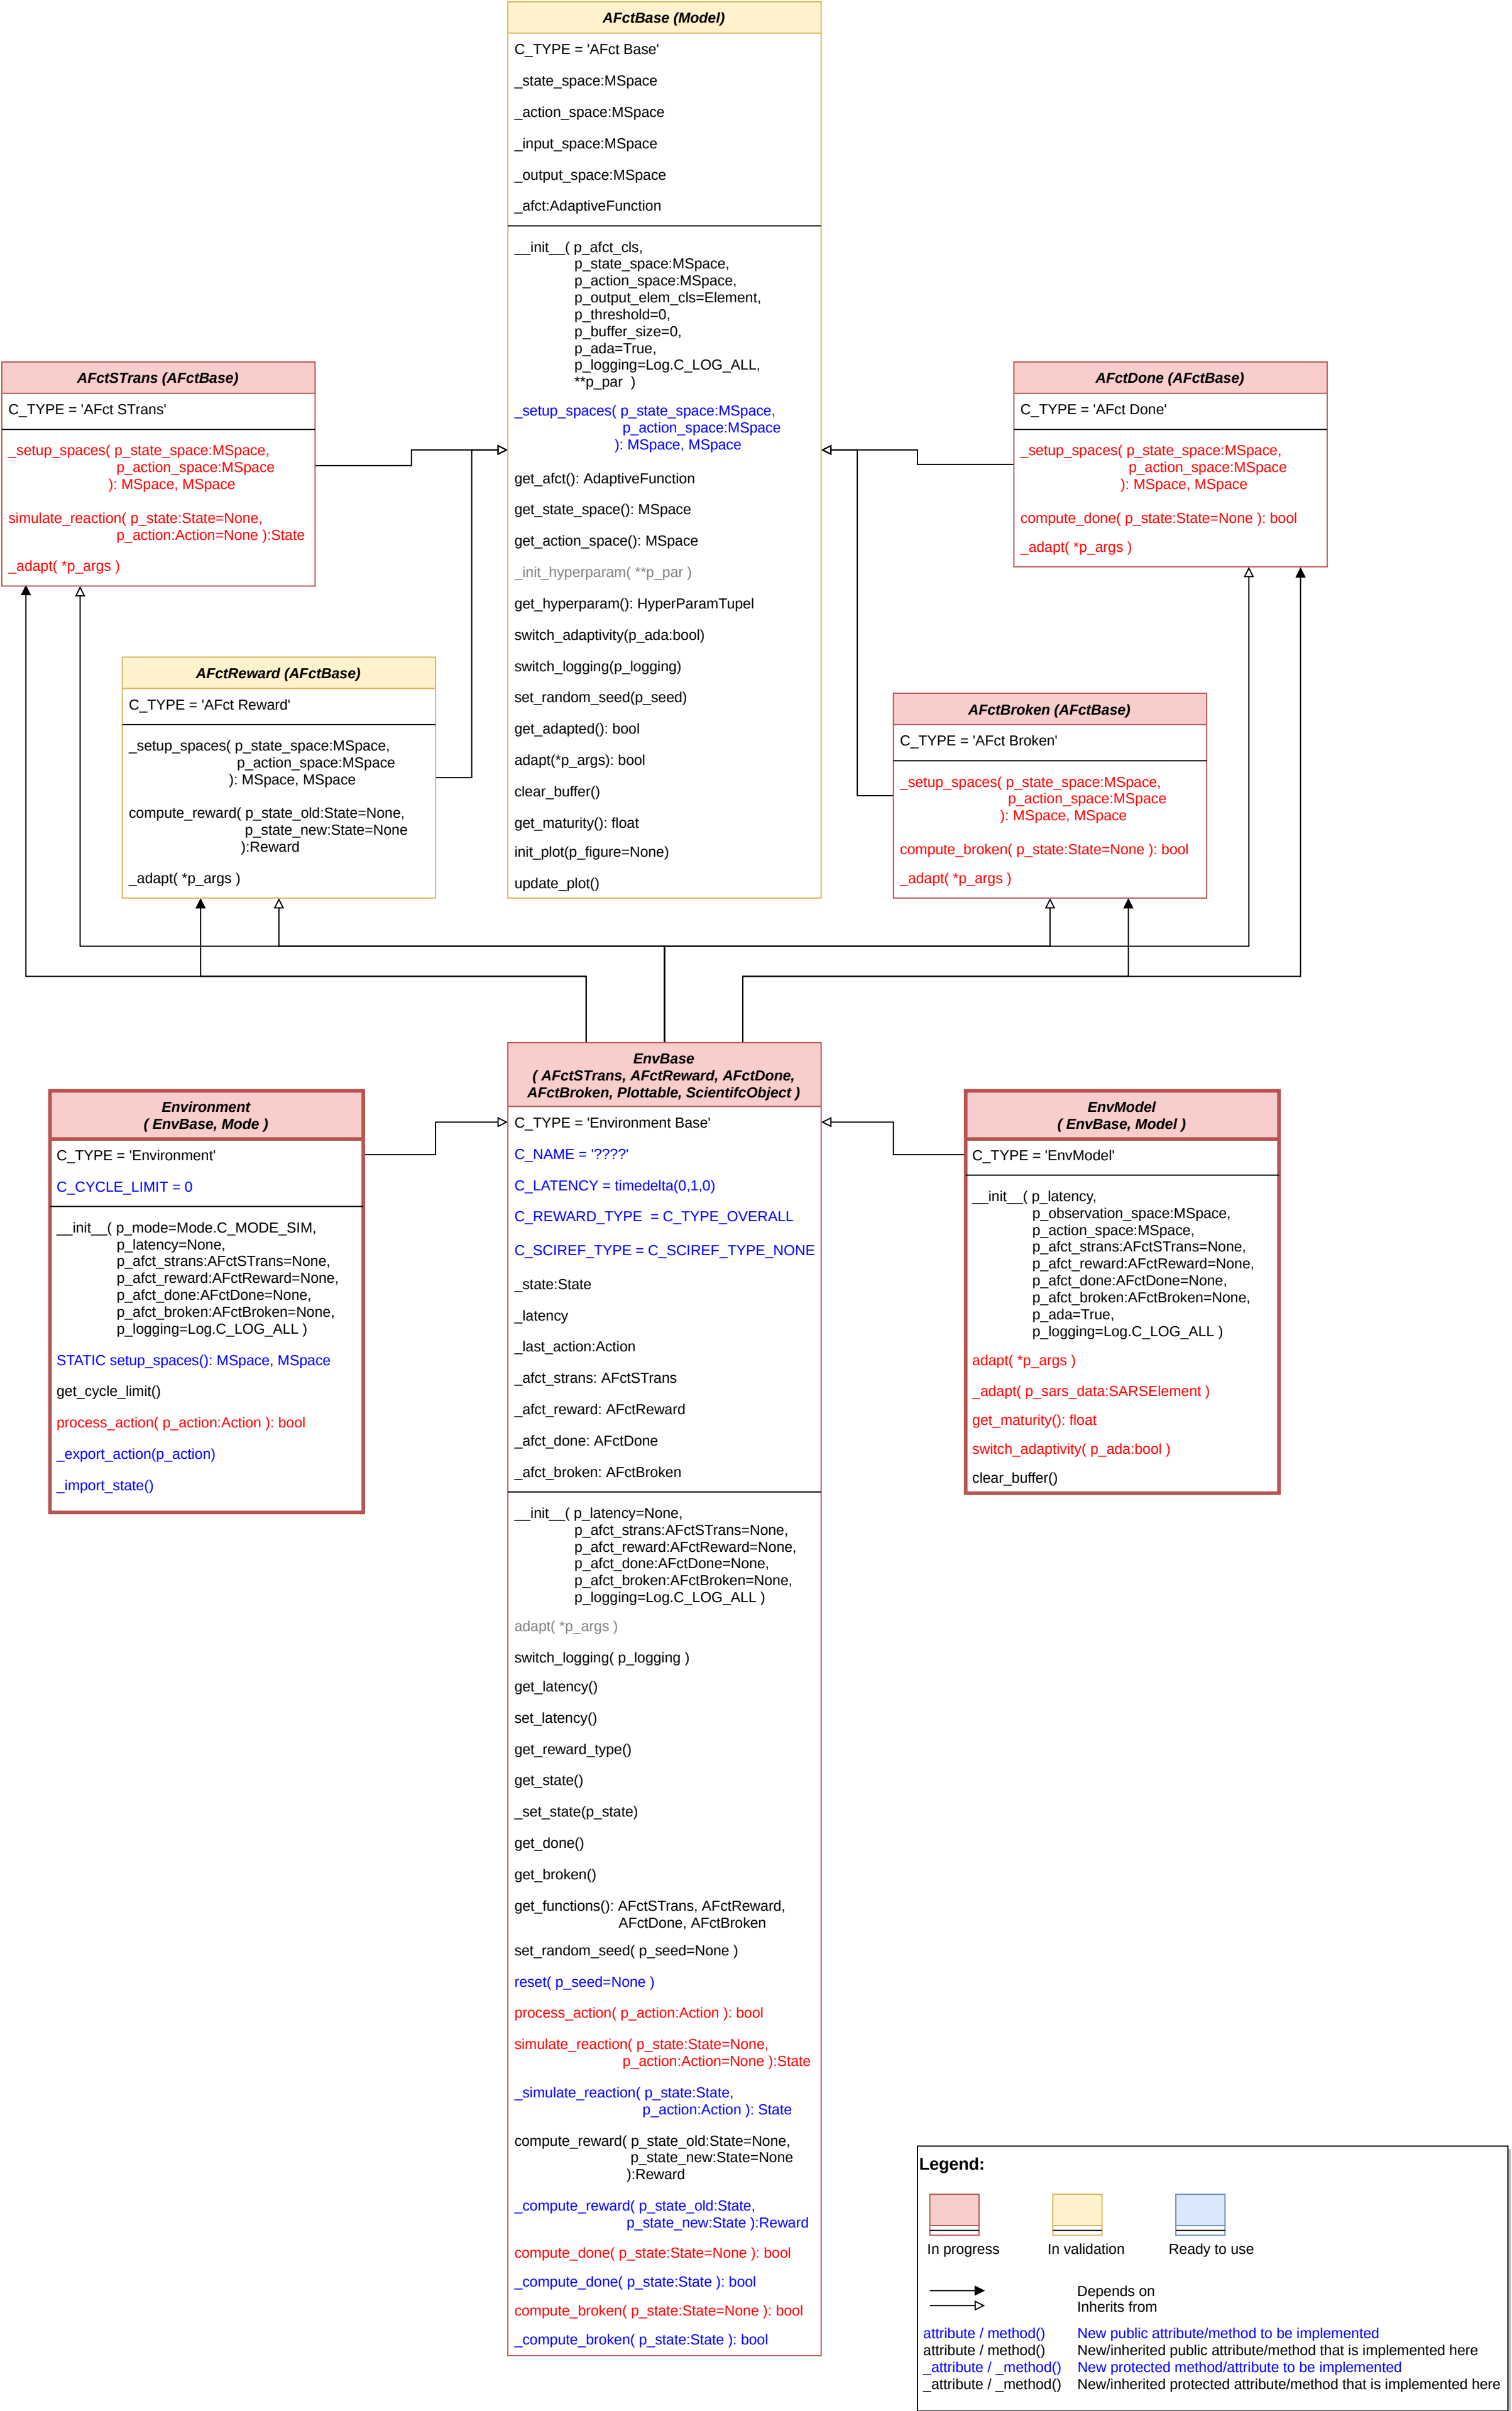 AFctBase (Model)
C_TYPE = 'AFct Base'
_state_space:MSpace
_action_space:MSpace
_input_space:MSpace
_output_space:MSpace
_afct:AdaptiveFunction
__init__( p_afct_cls,
p_state_space:MSpace,
p_action_space:MSpace,
p_output_elem_cls=Element,
p_threshold=0,
p_buffer_size=0,
p_ada=True,
p_logging=Log.C_LOG_ALL,
**p_par  )
_setup_spaces( p_state_space:MSpace,
p_action_space:MSpace
): MSpace, MSpace
get_afct(): AdaptiveFunction
get_state_space(): MSpace
get_action_space(): MSpace
_init_hyperparam( **p_par )
get_hyperparam(): HyperParamTupel
switch_adaptivity(p_ada:bool)
switch_logging(p_logging)
set_random_seed(p_seed)
get_adapted(): bool
adapt(*p_args): bool
clear_buffer()
get_maturity(): float
init_plot(p_figure=None)
update_plot()
AFctSTrans (AFctBase)
C_TYPE = 'AFct STrans'
_setup_spaces( p_state_space:MSpace,
p_action_space:MSpace
): MSpace, MSpace
simulate_reaction( p_state:State=None,
p_action:Action=None ):State
_adapt( *p_args )
AFctDone (AFctBase)
C_TYPE = 'AFct Done'
_setup_spaces( p_state_space:MSpace,
p_action_space:MSpace
): MSpace, MSpace
compute_done( p_state:State=None ): bool
_adapt( *p_args )
AFctReward (AFctBase)
C_TYPE = 'AFct Reward'
_setup_spaces( p_state_space:MSpace,
p_action_space:MSpace
): MSpace, MSpace
compute_reward( p_state_old:State=None,
p_state_new:State=None
):Reward
_adapt( *p_args )
AFctBroken (AFctBase)
C_TYPE = 'AFct Broken'
_setup_spaces( p_state_space:MSpace,
p_action_space:MSpace
): MSpace, MSpace
compute_broken( p_state:State=None ): bool
_adapt( *p_args )
Environment
( EnvBase, Mode )
C_TYPE = 'Environment'
C_CYCLE_LIMIT = 0
__init__( p_mode=Mode.C_MODE_SIM,
p_latency=None,
p_afct_strans:AFctSTrans=None,
p_afct_reward:AFctReward=None,
p_afct_done:AFctDone=None,
p_afct_broken:AFctBroken=None,
p_logging=Log.C_LOG_ALL )
STATIC setup_spaces(): MSpace, MSpace
get_cycle_limit()
process_action( p_action:Action ): bool
_export_action(p_action)
_import_state()
EnvBase
( AFctSTrans, AFctReward, AFctDone,
AFctBroken, Plottable, ScientifcObject )
C_TYPE = 'Environment Base'
C_NAME = '????'
C_LATENCY = timedelta(0,1,0)
C_REWARD_TYPE  = C_TYPE_OVERALL
C_SCIREF_TYPE = C_SCIREF_TYPE_NONE
_state:State
_latency
_last_action:Action
_afct_strans: AFctSTrans
_afct_reward: AFctReward
_afct_done: AFctDone
_afct_broken: AFctBroken
__init__( p_latency=None,
p_afct_strans:AFctSTrans=None,
p_afct_reward:AFctReward=None,
p_afct_done:AFctDone=None,
p_afct_broken:AFctBroken=None,
p_logging=Log.C_LOG_ALL )
adapt( *p_args )
switch_logging( p_logging )
get_latency()
set_latency()
get_reward_type()
get_state()
_set_state(p_state)
get_done()
get_broken()
get_functions(): AFctSTrans, AFctReward,
AFctDone, AFctBroken
set_random_seed( p_seed=None )
reset( p_seed=None )
process_action( p_action:Action ): bool
simulate_reaction( p_state:State=None,
p_action:Action=None ):State
_simulate_reaction( p_state:State,
p_action:Action ): State
compute_reward( p_state_old:State=None,
p_state_new:State=None
):Reward
_compute_reward( p_state_old:State,
p_state_new:State ):Reward
compute_done( p_state:State=None ): bool
_compute_done( p_state:State ): bool
compute_broken( p_state:State=None ): bool
_compute_broken( p_state:State ): bool
EnvModel
( EnvBase, Model )
C_TYPE = 'EnvModel'
__init__( p_latency,
p_observation_space:MSpace,
p_action_space:MSpace,
p_afct_strans:AFctSTrans=None,
p_afct_reward:AFctReward=None,
p_afct_done:AFctDone=None,
p_afct_broken:AFctBroken=None,
p_ada=True,
p_logging=Log.C_LOG_ALL )
adapt( *p_args )
_adapt( p_sars_data:SARSElement )
get_maturity(): float
switch_adaptivity( p_ada:bool )
clear_buffer()
Legend:
In progress
In validation
Ready to use
Depends on
Inherits from
attribute / method() New public attribute/method to be implemented
attribute / method() New/inherited public attribute/method that is implemented here
_attribute / _method() New protected method/attribute to be implemented
_attribute / _method() New/inherited protected attribute/method that is implemented here